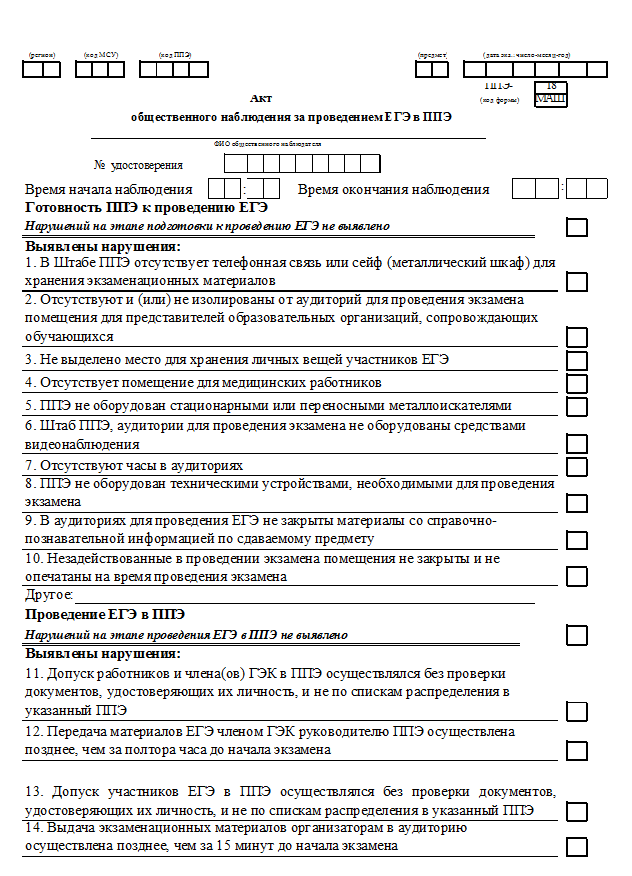 (регион) (код МСУ) (код ППЭ) (предмет) (дата экз.: число-месяц-год)
ППЭ- 18
(код формы) МАШ
Акт
общественного наблюдения за проведением ЕГЭ в ППЭ
ФИО общественного наблюдателя
№ удостоверения
Время начала наблюдения : Время окончания наблюдения :
Готовность ППЭ к проведению ЕГЭ
Нарушений на этапе подготовки к проведению ЕГЭ не выявлено
Выявлены нарушения:
1. В Штабе ППЭ отсутствует телефонная связь или сейф (металлический шкаф) для
хранения экзаменационных материалов
2. Отсутствуют и (или) не изолированы от аудиторий для проведения экзамена
помещения для представителей образовательных организаций, сопровождающих
обучающихся
3. Не выделено место для хранения личных вещей участников ЕГЭ
4. Отсутствует помещение для медицинских работников
5. ППЭ не оборудован стационарными или переносными металлоискателями
6. Штаб ППЭ, аудитории для проведения экзамена не оборудованы средствами
видеонаблюдения
7. Отсутствуют часы в аудиториях
8. ППЭ не оборудован техническими устройствами, необходимыми для проведения
экзамена
9. В аудиториях для проведения ЕГЭ не закрыты материалы со справочно-
познавательной информацией по сдаваемому предмету
10. Незадействованные в проведении экзамена помещения не закрыты и не
опечатаны на время проведения экзамена
Другое:
Проведение ЕГЭ в ППЭ
Нарушений на этапе проведения ЕГЭ в ППЭ не выявлено
Выявлены нарушения:
11. Допуск работников и члена(ов) ГЭК в ППЭ осуществлялся без проверки
документов, удостоверяющих их личность, и не по спискам распределения в
указанный ППЭ
12. Передача материалов ЕГЭ членом ГЭК руководителю ППЭ осуществлена
позднее, чем за полтора часа до начала экзамена
13. Допуск участников ЕГЭ в ППЭ осуществлялся без проверки документов,
удостоверяющих их личность, и не по спискам распределения в указанный ППЭ
14. Выдача экзаменационных материалов организаторам в аудиторию
осуществлена позднее, чем за 15 минут до начала экзамена